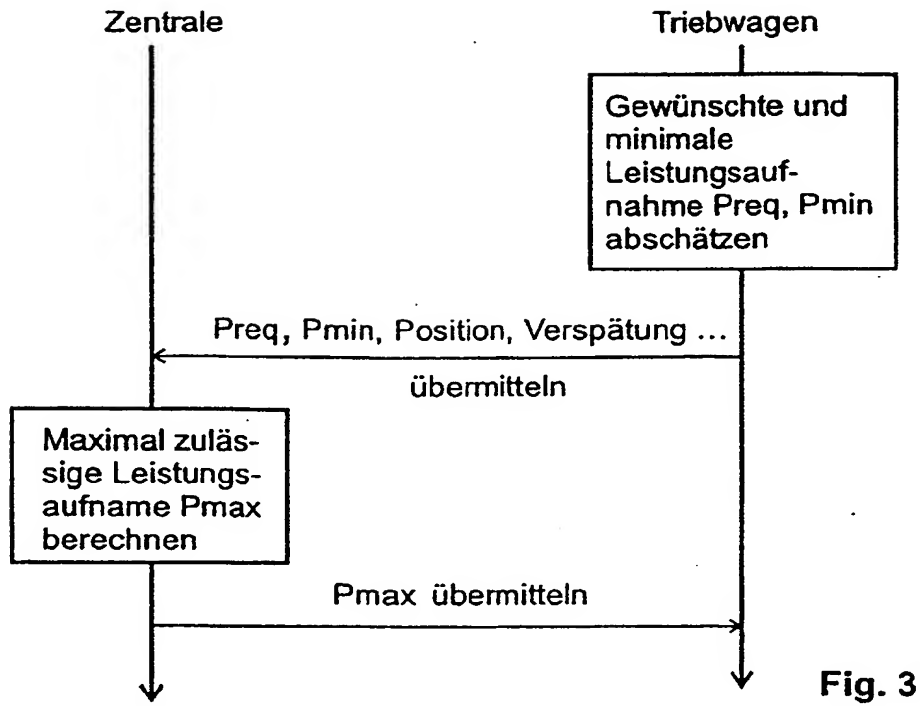 Zentrale
Triebwagen
Gewünschte und
minimale
Leistungsauf-
nahme Preq, Pmin
abschätzen
Preq, Pmin, Position, Verspätung ...
übermitteln
Maximal zuläs-
sige Leistungs-
aufname Pmax
berechnen
Pmax übermitteln
Fig. 3